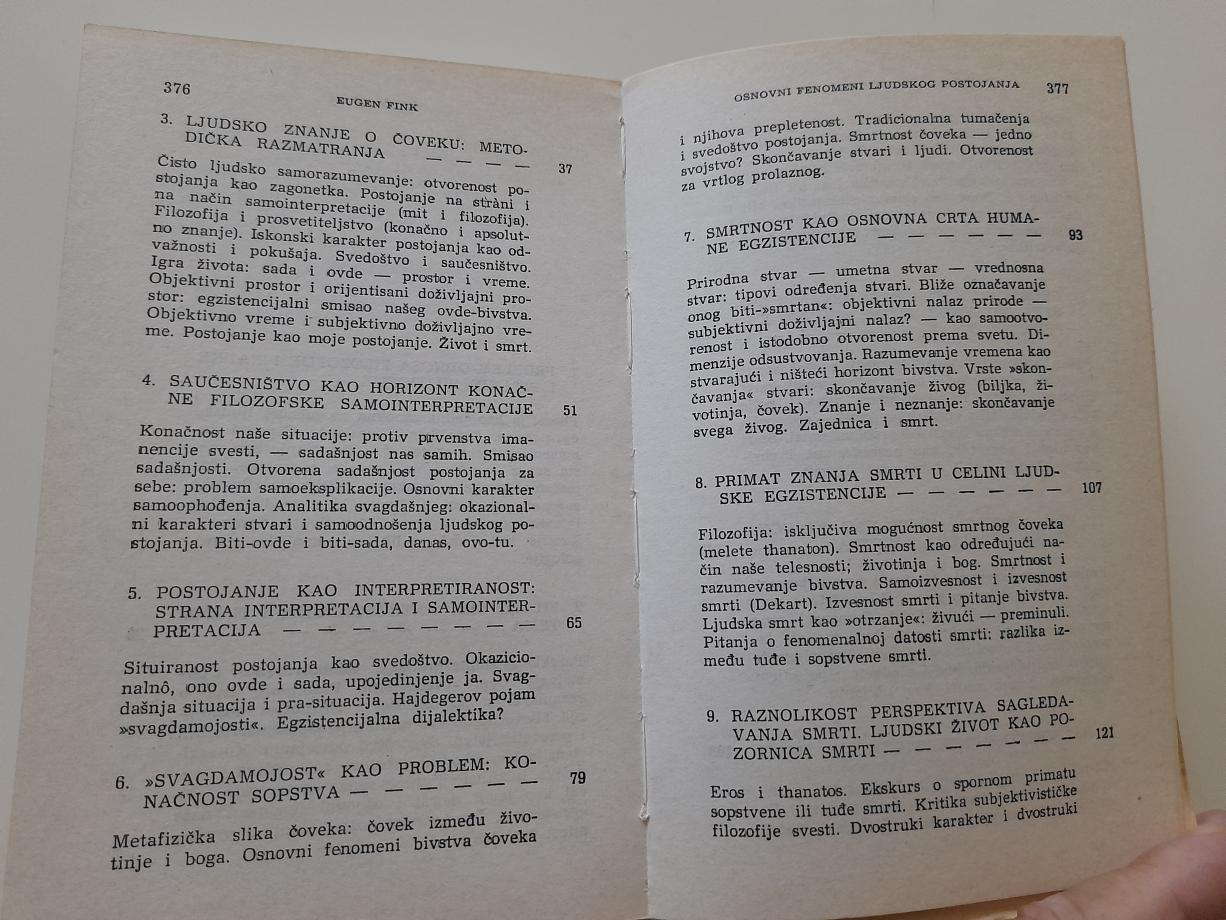 376
EUGEN FINK
3. LJUDSKO ZNANJE O ČOVEKU: METO-
DIČKA RAZMATRANJA — — — — 37
Čisto ljudsko samorazumevanje: otvorenost po-
stojanja kao zagonetka. Postojanje na strani i
na način samointerpretacije (mit i filozofija).
Filozofija i prosvetiteljstvo (konačno i apsolut-
no znanje). Iskonski karakter postojanja kao od-
važnosti i pokušaja. Svedoštvo i saučesništvo.
Igra života: sada i ovde — prostor i vreme.
Objektivni prostor i orijentisani doživljajni pro-
stor: egzistencijalni smisao našeg ovde-bivstva.
Objektivno vreme i subjektivno doživljajno vre-
me. Postojanje kao moje postojanje. Život i smrt.
4. SAUČESNIŠTVO KAO HORIZONT KONAČ-
NE FILOZOFSKE SAMOINTERPRETACIJE 51
Konačnost naše situacije: protiv prvenstva ima-
nencije svesti, — sadašnjost nas samih. Smisao
sadašnjosti. Otvorena sadašnjost postojanja za
sebe: problem samoeksplikacije. Osnovni karakter
samoophođenja. Analitika svagdašnjeg: okazional-
ni karakteri stvari i samoodnošenja ljudskog po-
stojanja. Biti-ovde i biti-sada, danas, ovo-tu.
5. POSTOJANJE KAO INTERPRETIRANOST:
STRANA INTERPRETACIJA I SAMOINTER-
PRETACIJA — — — — — — — 65
Situiranost postojanja kao svedoštvo. Okazicio-
nalnô, ono ovde i sada, upojedinjenje ja. Svag-
dašnja situacija i pra-situacija. Hajdegerov pojam
»svagdamojosti«. Egzistencijalna dijalektika?
6. »SVAGDAMOJOST« KAO PROBLEM: KO-
NAČNOST SOPSTVA — — — — — 79
Metafizička slika čoveka: čovek između živo-
tinje i boga. Osnovni fenomeni bivstva čoveka
OSNOVNI FENOMENI LJUDSKOG POSTOJANJA 377
i njihova prepletenost. Tradicionalna tumačenja
i svedoštvo postojanja. Smrtnost čoveka — jedno
svojstvo? Skončavanje stvari i ljudi. Otvorenost
za vrtlog prolaznog.
7. SMRTNOST KAO OSNOVNA CRTA HUMA-
NE EGZISTENCIJE — — — — — — 93
Prirodna stvar — umetna stvar — vrednosna
stvar: tipovi određenja stvari. Bliže označavanje
onog biti-»smrtan«: objektivni nalaz prirode —
subjektivni doživljajni nalaz? — kao samootvo-
renost i istodobno otvorenost prema svetu. Di-
menzije odsustvovanja. Razumevanje vremena kao
stvarajući i ništeći horizont bivstva. Vrste »skon-
čavanja« stvari: skončavanje živog (biljka, ži-
votinja, čovek). Znanje i neznanje: skončavanje
svega živog. Zajednica i smrt.
8. PRIMAT ZNANJA SMRTI U CELINI LJUD-
SKE EGZISTENCIJE — — — — — — 107
Filozofija: isključiva mogućnost smrtnog čoveka
(melete thanaton). Smrtnost kao određujući na-
čin naše telesnosti; životinja i bog. Smrtnost i
razumevanje bivstva. Samoizvesnost i izvesnost
smrti (Dekart). Izvesnost smrti i pitanje bivstva.
Ljudska smrt kao »otrzanje«: živući — preminuli.
Pitanja o fenomenalnoj datosti smrti: razlika iz-
među tuđe i sopstvene smrti.
9. RAZNOLIKOST PERSPEKTIVA SAGLEDA-
VANJA SMRTI. LJUDSKI ŽIVOT KAO PO-
ZORNICA SMRTI — — — — — — — 121
Eros i thanatos. Ekskurs o spornom primatu
sopstvene ili tuđe smrti. Kritika subjektivističke
filozofije svesti. Dvostruki karakter i dvostruki